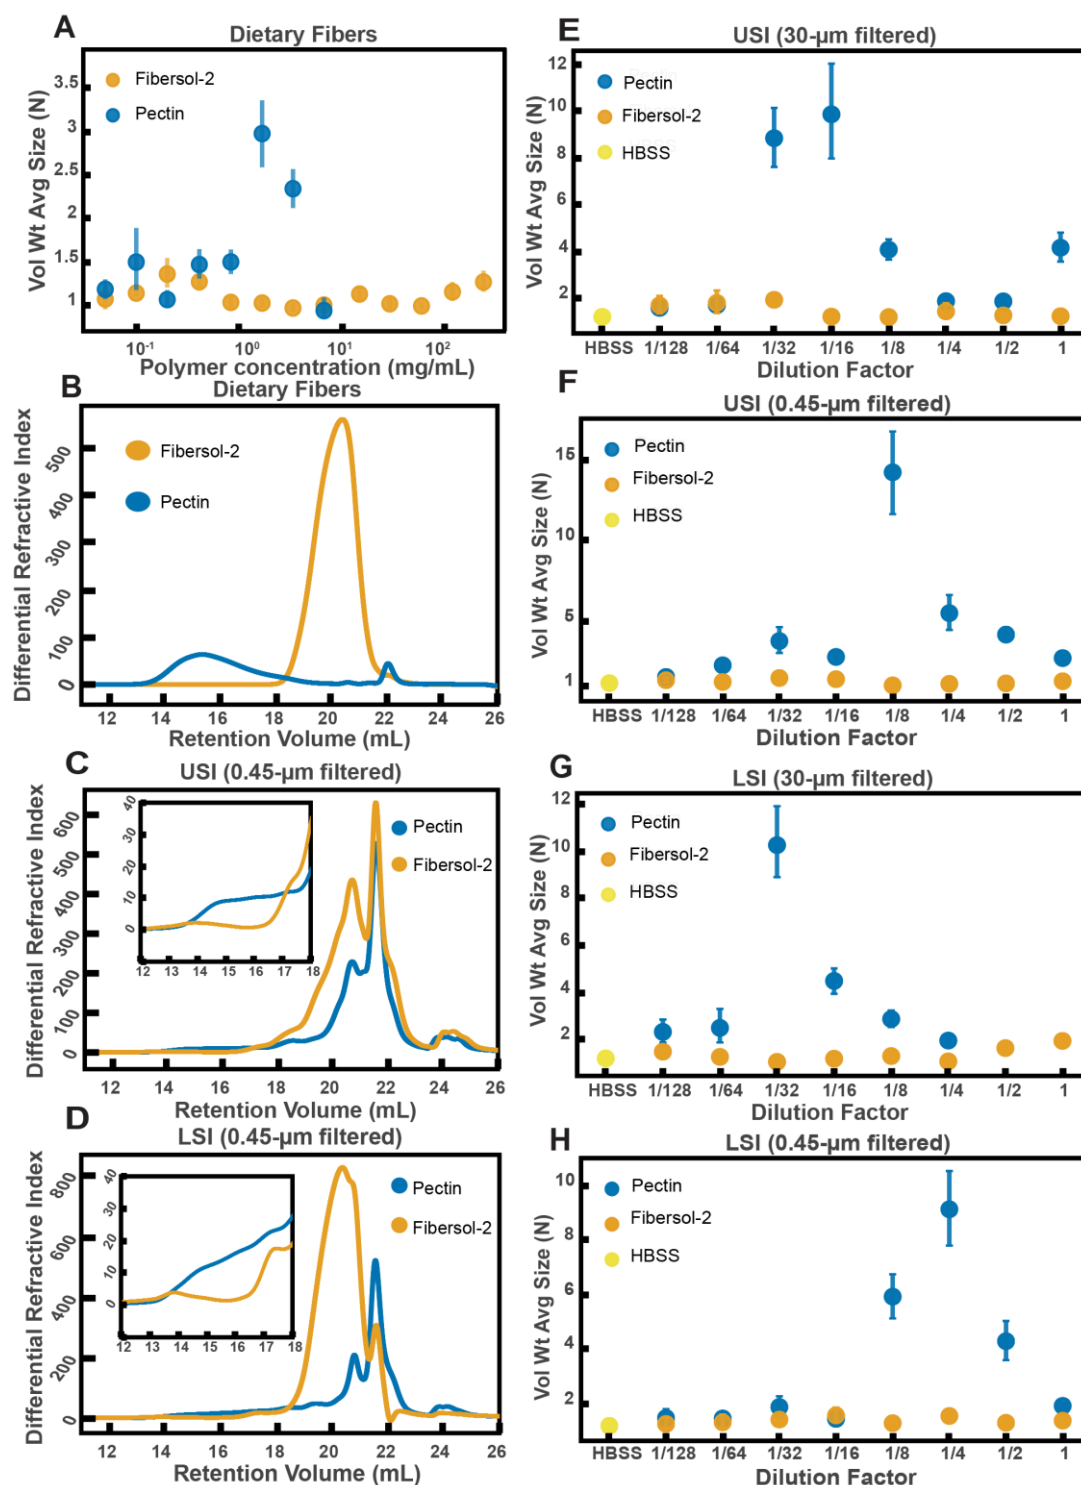 A
Dietary Fibers
Vol Wt Avg Size (N)
3.5
3
2.5
2
1.5
1
Fibersol-2
Pectin
10⁻¹
10⁰
10¹
10²
Polymer concentration (mg/mL)
B
Dietary Fibers
Differential Refractive Index
500
400
300
200
100
0
Fibersol-2
Pectin
12 14 16 18 20 22 24 26
Retention Volume (mL)
C
USI (0.45-µm filtered)
Differential Refractive Index
600
500
400
300
200
100
0
40
30
20
10
0
12 13 14 15 16 17 18
Pectin
Fibersol-2
12 14 16 18 20 22 24 26
Retention Volume (mL)
D
LSI (0.45-µm filtered)
Differential Refractive Index
800
600
400
200
0
40
30
20
10
0
12 13 14 15 16 17 18
Pectin
Fibersol-2
12 14 16 18 20 22 24 26
Retention Volume (mL)
E
USI (30-µm filtered)
Vol Wt Avg Size (N)
12
10
8
6
4
2
Pectin
Fibersol-2
HBSS
HBSS 1/128 1/64 1/32 1/16 1/8 1/4 1/2 1
Dilution Factor
F
USI (0.45-µm filtered)
Vol Wt Avg Size (N)
15
10
6
1
Pectin
Fibersol-2
HBSS
HBSS 1/128 1/64 1/32 1/16 1/8 1/4 1/2 1
Dilution Factor
G
LSI (30-µm filtered)
Vol Wt Avg Size (N)
12
10
8
6
4
2
Pectin
Fibersol-2
HBSS
HBSS 1/128 1/64 1/32 1/16 1/8 1/4 1/2 1
Dilution Factor
H
LSI (0.45-µm filtered)
Vol Wt Avg Size (N)
10
8
6
4
2
Pectin
Fibersol-2
HBSS
HBSS 1/128 1/64 1/32 1/16 1/8 1/4 1/2 1
Dilution Factor